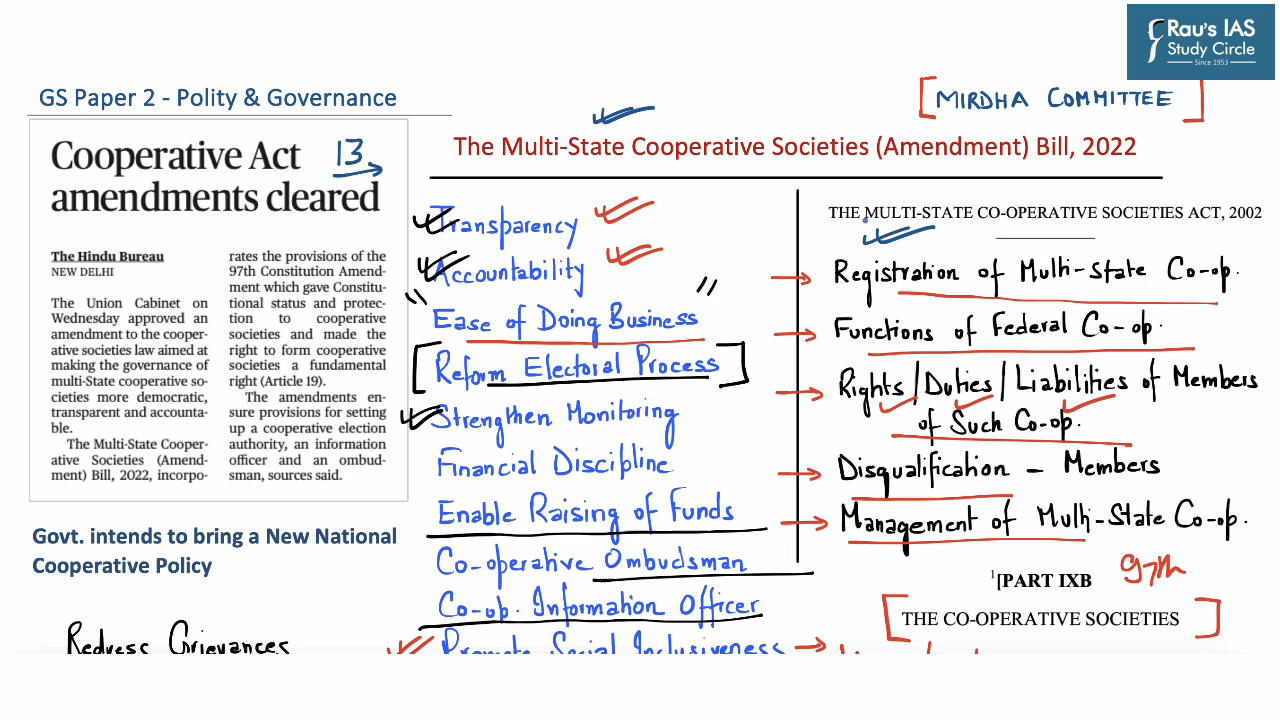 Rau's IAS
Study Circle
Since 1953
GS Paper 2 - Polity & Governance
[MIRDHA COMMITTEE]
Cooperative Act
amendments cleared
13
The Hindu Bureau
NEW DELHI
The Union Cabinet on
Wednesday approved an
amendment to the cooper-
ative societies law aimed at
making the governance of
multi-State cooperative so-
cieties more democratic,
transparent and accounta-
ble.
The Multi-State Cooper-
ative Societies (Amend-
ment) Bill, 2022, incorpo-
rates the provisions of the
97th Constitution Amend-
ment which gave Constitu-
tional status and protec-
tion to cooperative
societies and made the
right to form cooperative
societies a fundamental
right (Article 19).
The amendments en-
sure provisions for setting
up a cooperative election
authority, an information
officer and an ombud-
sman, sources said.
Govt. intends to bring a New National
Cooperative Policy
Redress Grievances
The Multi-State Cooperative Societies (Amendment) Bill, 2022
Transparency
Accountability
" Ease of Doing Business "
[Reform Electoral Process]
Strengthen Monitoring
Financial Discipline
Enable Raising of Funds
Co-operative Ombudsman
Co-op. Information Officer
Promote Social Inclusiveness
THE MULTI-STATE CO-OPERATIVE SOCIETIES ACT, 2002
→ Registration of Multi-State Co-op.
→ Functions of Federal Co-op.
→ Rights/Duties/Liabilities of Members
of Such Co-op.
→ Disqualification - Members
→ Management of Multi-State Co-op.
1[PART IXB
97th
[THE CO-OPERATIVE SOCIETIES]